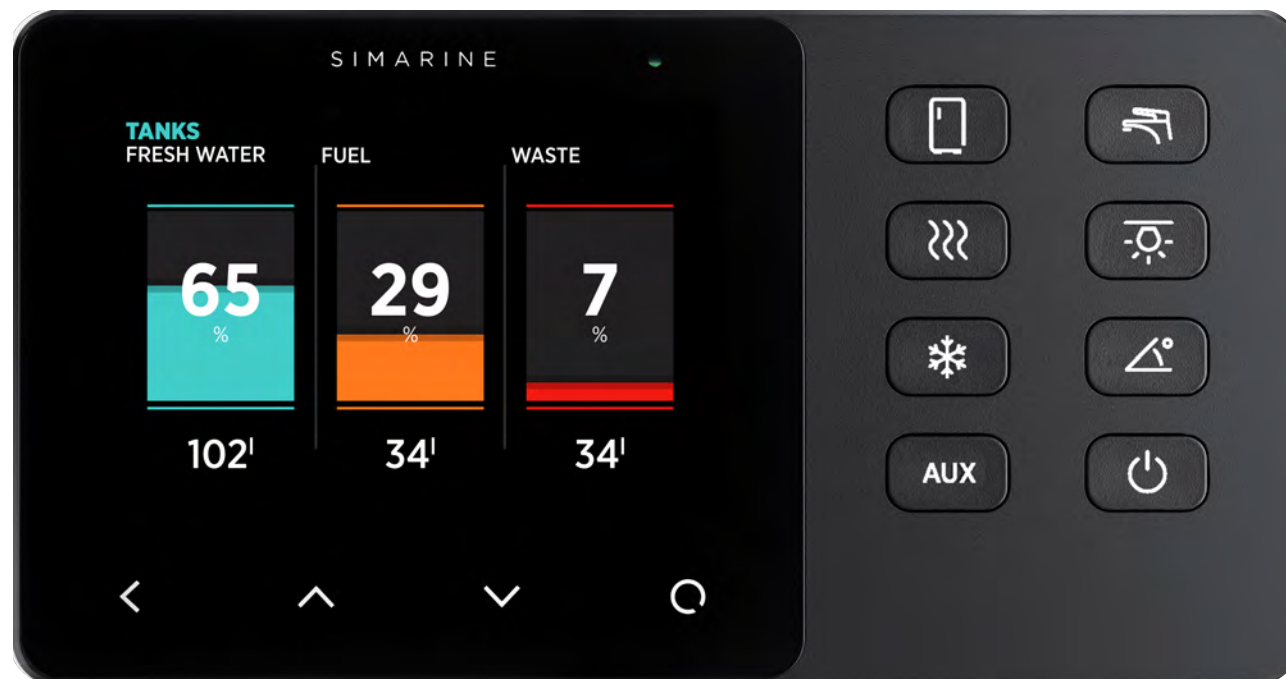 SIMARINE
TANKS
FRESH WATER
FUEL
WASTE
65
%
29
%
7
%
102l
34l
34l
AUX